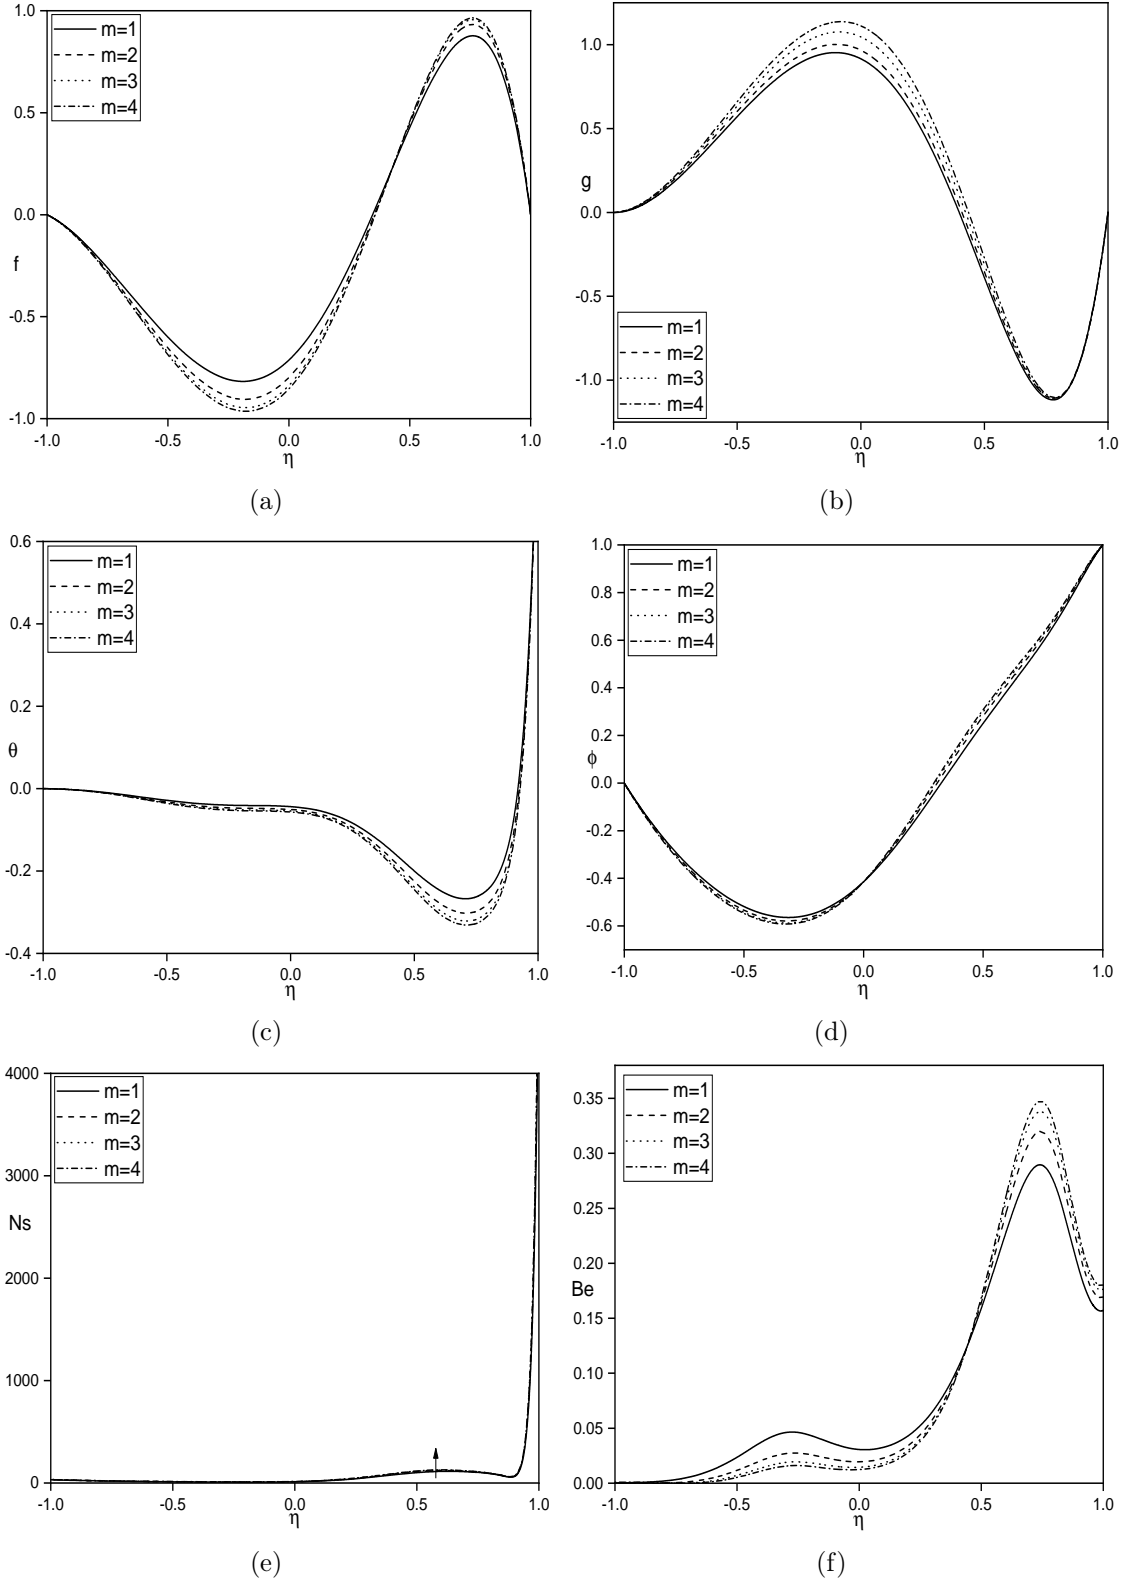 1.0
0.5
0.0
-0.5
-1.0
f
m=1
m=2
m=3
m=4
-1.0 -0.5 0.0 0.5 1.0
η
(a)
1.0
0.5
0.0
-0.5
-1.0
g
m=1
m=2
m=3
m=4
-1.0 -0.5 0.0 0.5 1.0
η
(b)
0.6
0.4
0.2
0.0
-0.2
-0.4
θ
m=1
m=2
m=3
m=4
-1.0 -0.5 0.0 0.5 1.0
η
(c)
1.0
0.8
0.6
0.4
0.2
0.0
-0.2
-0.4
-0.6
ϕ
m=1
m=2
m=3
m=4
-1.0 -0.5 0.0 0.5 1.0
η
(d)
4000
3000
2000
1000
0
Ns
m=1
m=2
m=3
m=4
-1.0 -0.5 0.0 0.5 1.0
η
(e)
0.35
0.30
0.25
0.20
0.15
0.10
0.05
0.00
Be
m=1
m=2
m=3
m=4
-1.0 -0.5 0.0 0.5 1.0
η
(f)